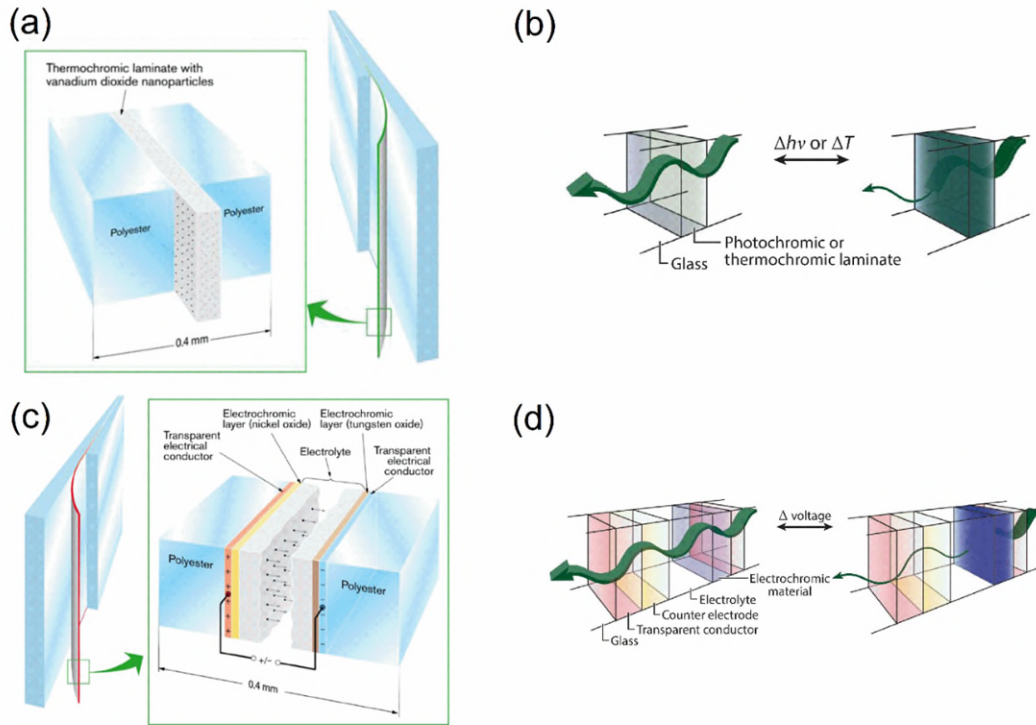 (a)
Thermochromic laminate with
vanadium dioxide nanoparticles
Polyester
Polyester
0.4 mm
(b)
Δhν or ΔT
Photochromic or
thermochromic laminate
Glass
(c)
Electrochromic
layer (nickel oxide)
Electrochromic
layer (tungsten oxide)
Transparent
electrical
conductor
Electrolyte
Transparent
electrical
conductor
Polyester
Polyester
+/−
0.4 mm
(d)
Δ voltage
Electrochromic
material
Electrolyte
Counter electrode
Transparent conductor
Glass